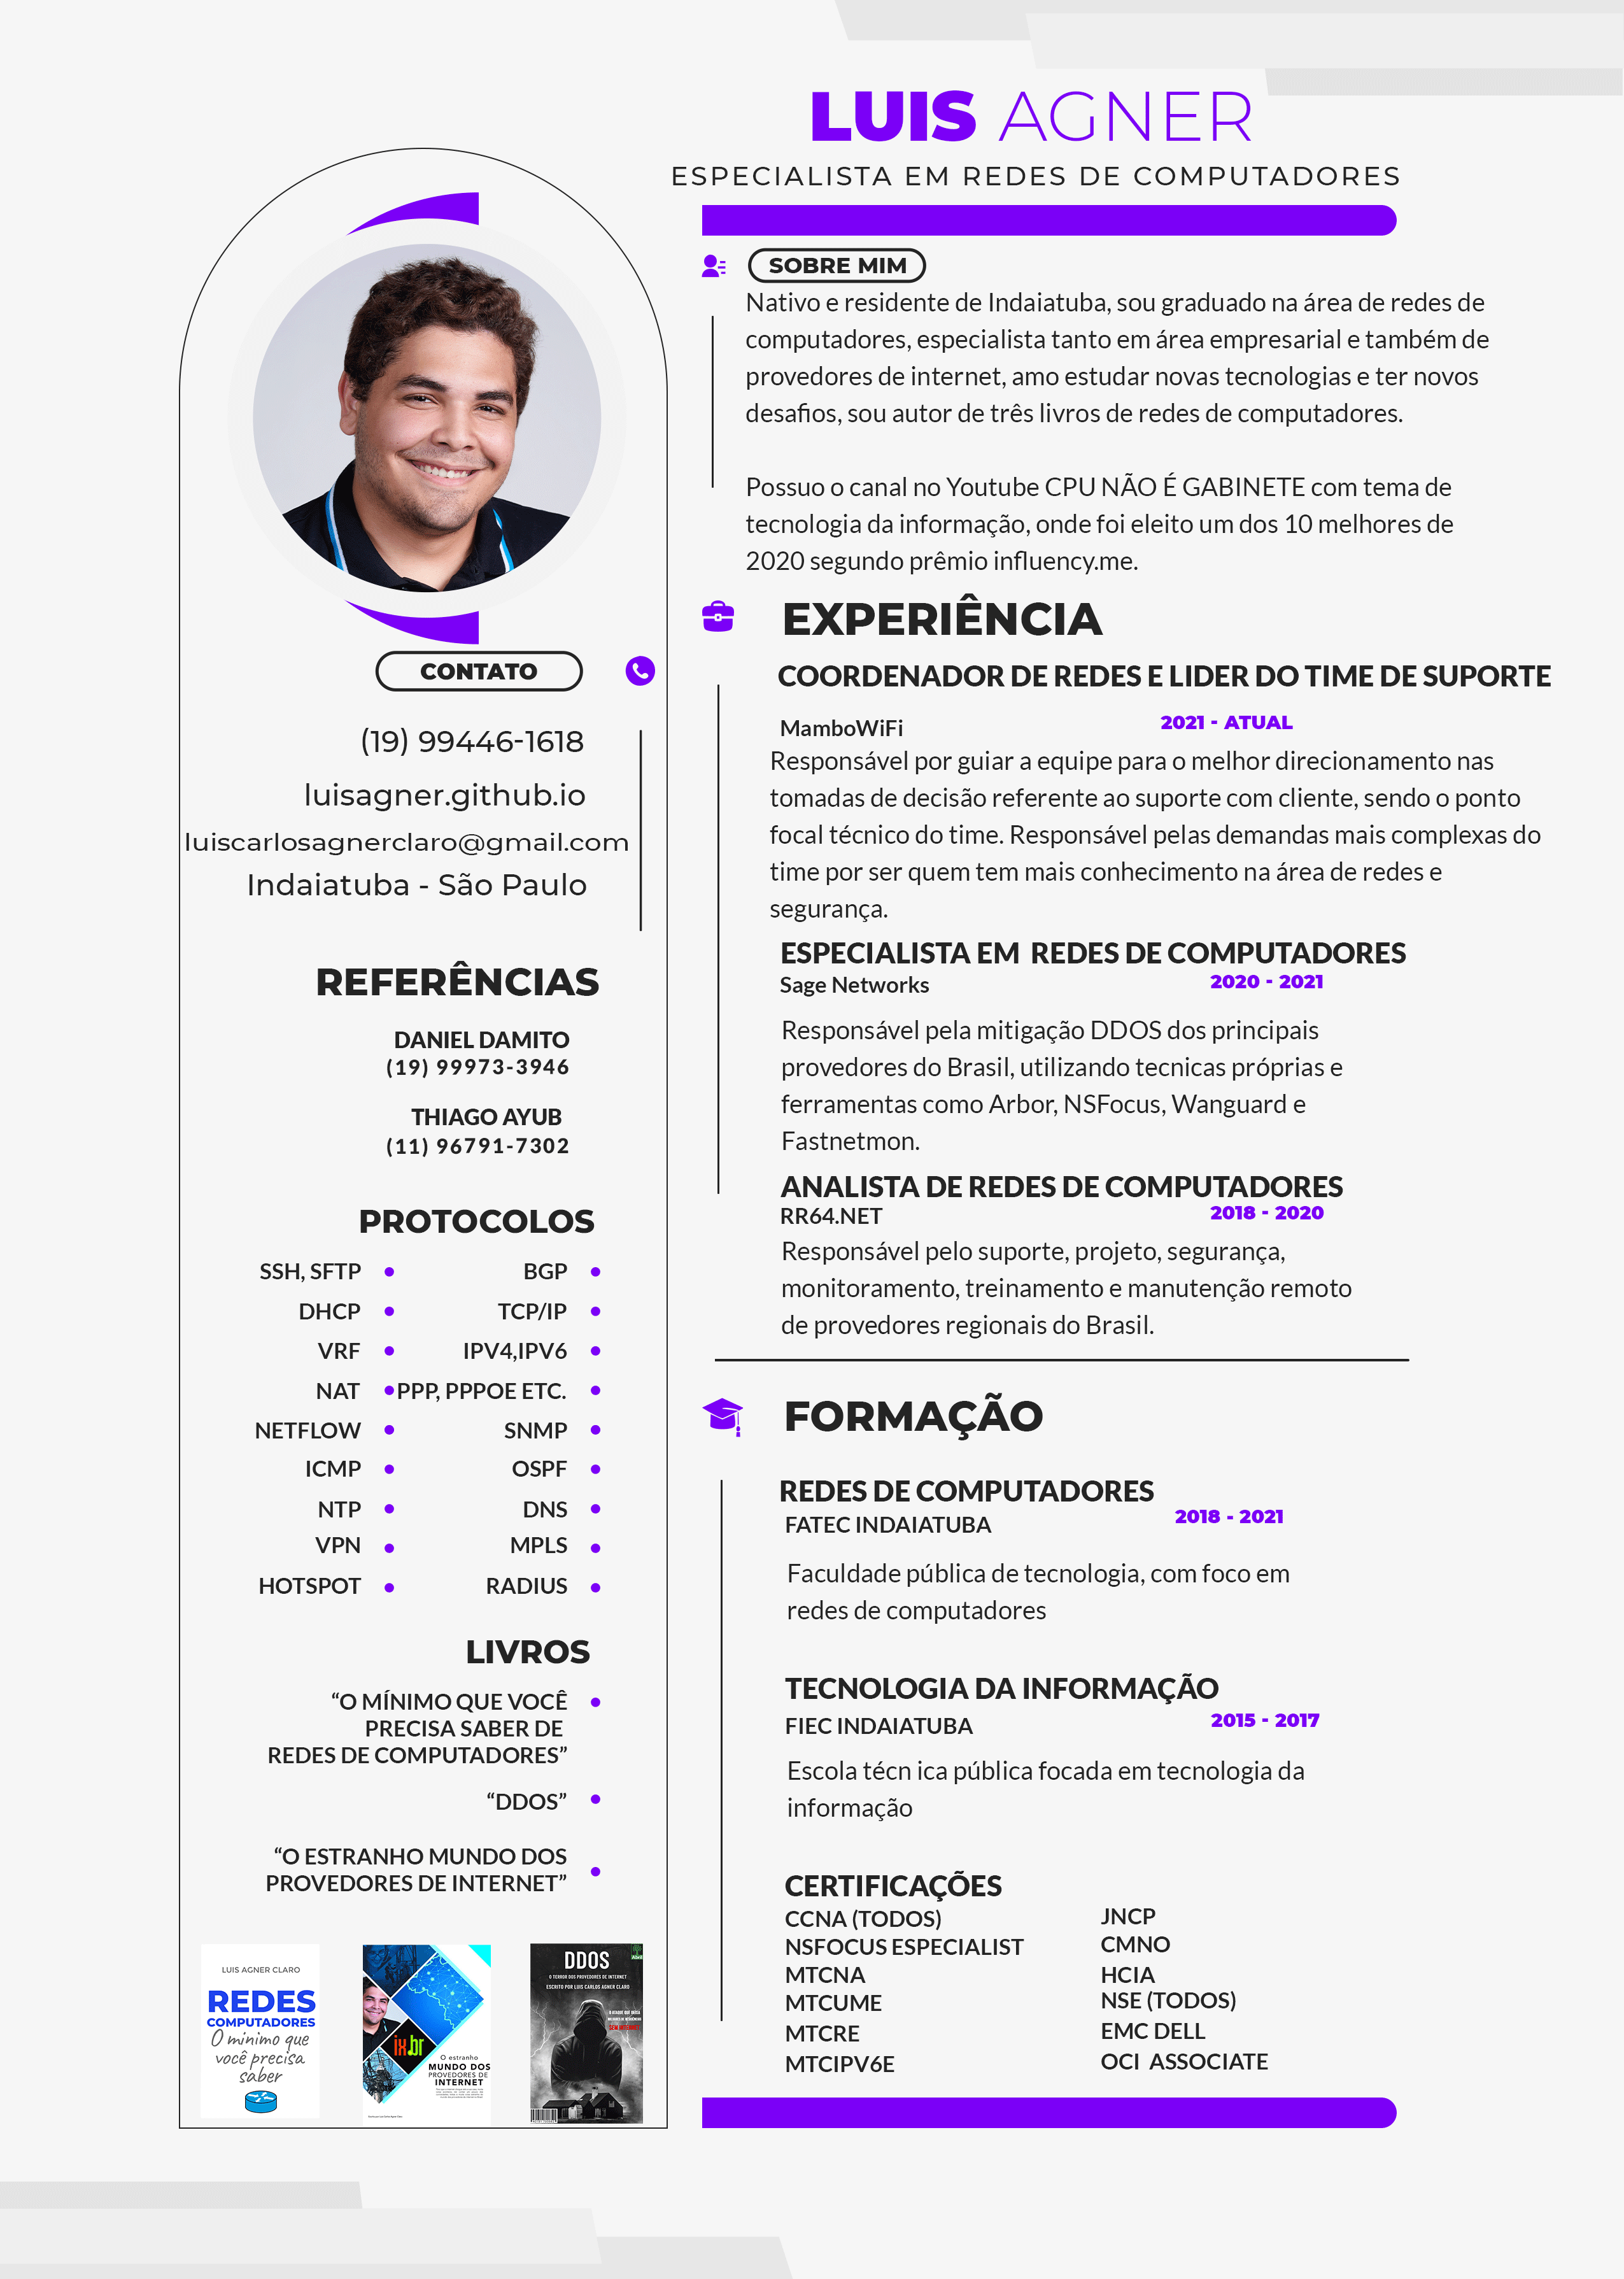 LUIS AGNER
ESPECIALISTA EM REDES DE COMPUTADORES
SOBRE MIM
Nativo e residente de Indaiatuba, sou graduado na área de redes de
computadores, especialista tanto em área empresarial e também de
provedores de internet, amo estudar novas tecnologias e ter novos
desafios, sou autor de três livros de redes de computadores.
Possuo o canal no Youtube CPU NÃO É GABINETE com tema de
tecnologia da informação, onde foi eleito um dos 10 melhores de
2020 segundo prêmio influency.me.
CONTATO
(19) 99446-1618
luisagner.github.io
luiscarlosagnerclaro@gmail.com
Indaiatuba - São Paulo
REFERÊNCIAS
DANIEL DAMITO
(19) 99973-3946
THIAGO AYUB
(11) 96791-7302
PROTOCOLOS
SSH, SFTP • BGP •
DHCP • TCP/IP •
VRF • IPV4,IPV6 •
NAT • PPP, PPPOE ETC. •
NETFLOW • SNMP •
ICMP • OSPF •
NTP • DNS •
VPN • MPLS •
HOTSPOT • RADIUS •
LIVROS
“O MÍNIMO QUE VOCÊ •
PRECISA SABER DE
REDES DE COMPUTADORES”
“DDOS” •
“O ESTRANHO MUNDO DOS
PROVEDORES DE INTERNET” •
LUIS AGNER CLARO
REDES
COMPUTADORES
O mínimo que
você precisa
saber
ix.br
O estranho
MUNDO DOS
PROVEDORES DE
INTERNET
DDOS
O TERROR DOS PROVEDORES DE INTERNET
ESCRITO POR LUIS CARLOS AGNER CLARO
EXPERIÊNCIA
COORDENADOR DE REDES E LIDER DO TIME DE SUPORTE
MamboWiFi 2021 - ATUAL
Responsável por guiar a equipe para o melhor direcionamento nas
tomadas de decisão referente ao suporte com cliente, sendo o ponto
focal técnico do time. Responsável pelas demandas mais complexas do
time por ser quem tem mais conhecimento na área de redes e
segurança.
ESPECIALISTA EM REDES DE COMPUTADORES
Sage Networks 2020 - 2021
Responsável pela mitigação DDOS dos principais
provedores do Brasil, utilizando tecnicas próprias e
ferramentas como Arbor, NSFocus, Wanguard e
Fastnetmon.
ANALISTA DE REDES DE COMPUTADORES
RR64.NET 2018 - 2020
Responsável pelo suporte, projeto, segurança,
monitoramento, treinamento e manutenção remoto
de provedores regionais do Brasil.
FORMAÇÃO
REDES DE COMPUTADORES
FATEC INDAIATUBA 2018 - 2021
Faculdade pública de tecnologia, com foco em
redes de computadores
TECNOLOGIA DA INFORMAÇÃO
FIEC INDAIATUBA 2015 - 2017
Escola técn ica pública focada em tecnologia da
informação
CERTIFICAÇÕES
CCNA (TODOS)
NSFOCUS ESPECIALIST
MTCNA
MTCUME
MTCRE
MTCIPV6E
JNCP
CMNO
HCIA
NSE (TODOS)
EMC DELL
OCI ASSOCIATE